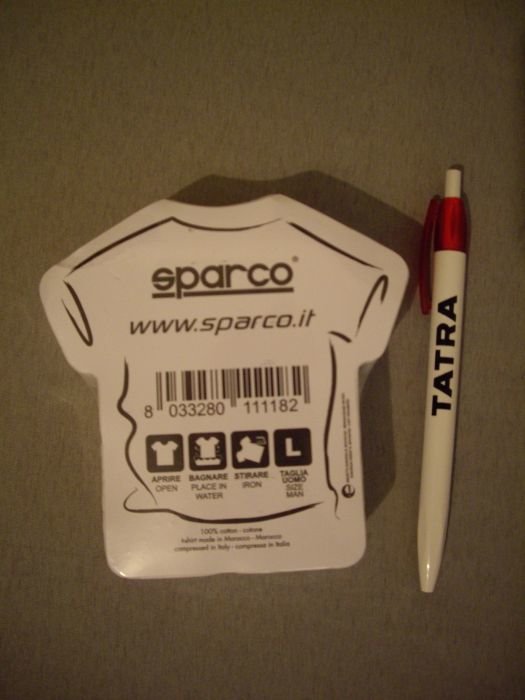 sparco®
www.sparco.it
8 033280 111182
L
APRIRE
OPEN
BAGNARE
PLACE IN
WATER
STIRARE
IRON
TAGLIA
UOMO
SIZE
MAN
100% cotton - cotone
t-shirt made in Morocco - Marocco
compressed in Italy - compressa in Italia
TATRA